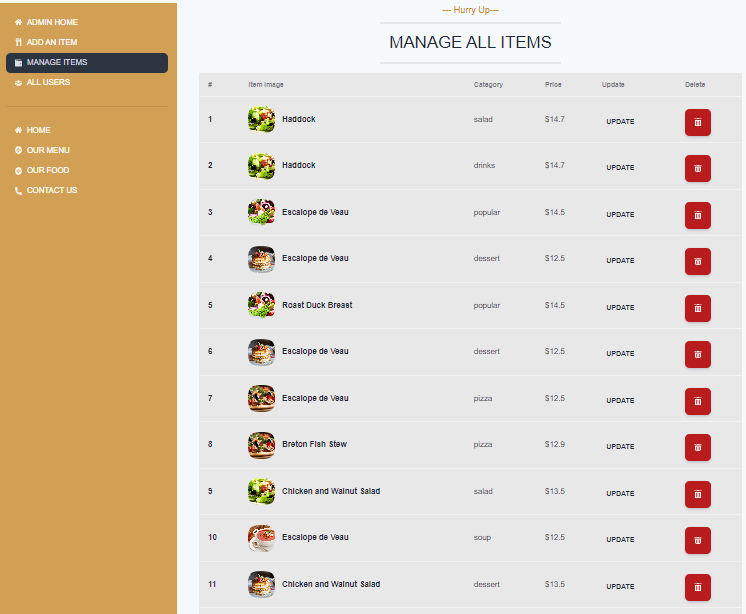 ADMIN HOME
ADD AN ITEM
MANAGE ITEMS
ALL USERS
HOME
OUR MENU
OUR FOOD
CONTACT US
--- Hurry Up---
MANAGE ALL ITEMS
# Item Image Category Price Update Delete
1 Haddock salad $14.7 UPDATE
2 Haddock drinks $14.7 UPDATE
3 Escalope de Veau popular $14.5 UPDATE
4 Escalope de Veau dessert $12.5 UPDATE
5 Roast Duck Breast popular $14.5 UPDATE
6 Escalope de Veau dessert $12.5 UPDATE
7 Escalope de Veau pizza $12.5 UPDATE
8 Breton Fish Stew pizza $12.9 UPDATE
9 Chicken and Walnut Salad salad $13.5 UPDATE
10 Escalope de Veau soup $12.5 UPDATE
11 Chicken and Walnut Salad dessert $13.5 UPDATE